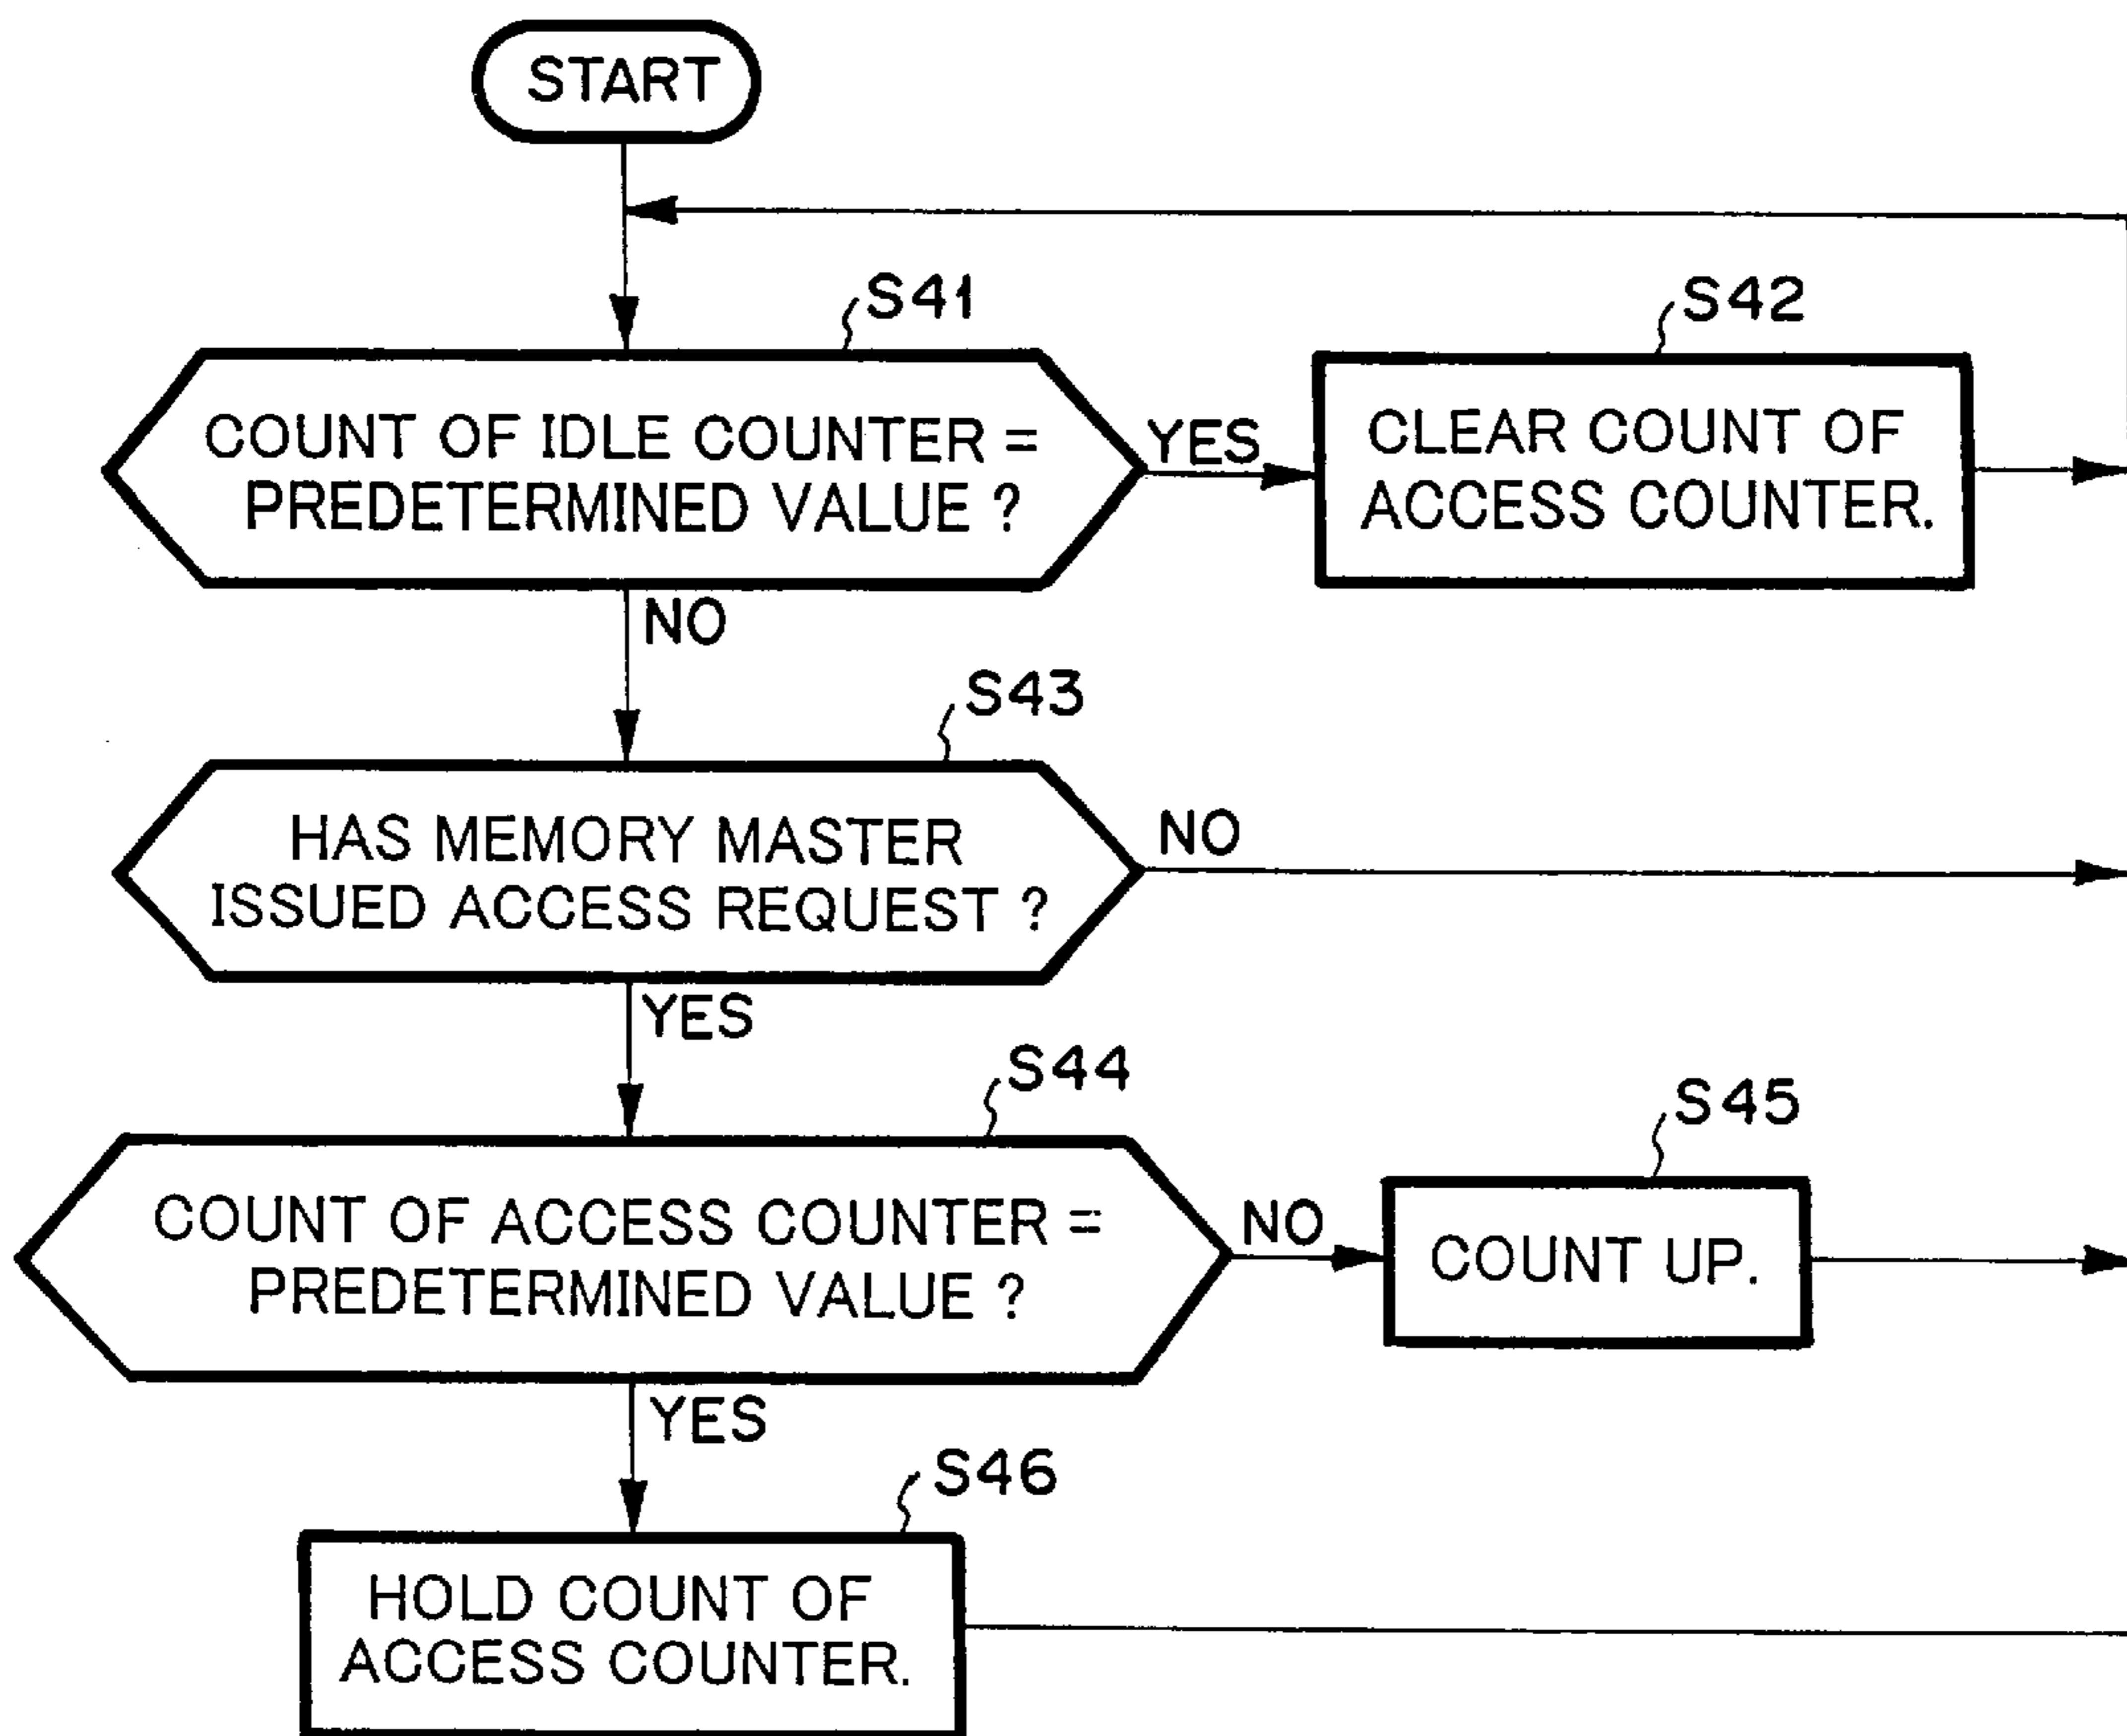 START
S41
S42
COUNT OF IDLE COUNTER =
PREDETERMINED VALUE ?
YES
CLEAR COUNT OF
ACCESS COUNTER.
NO
S43
HAS MEMORY MASTER
ISSUED ACCESS REQUEST ?
NO
YES
S44
S45
COUNT OF ACCESS COUNTER =
PREDETERMINED VALUE ?
NO
COUNT UP.
YES
S46
HOLD COUNT OF
ACCESS COUNTER.